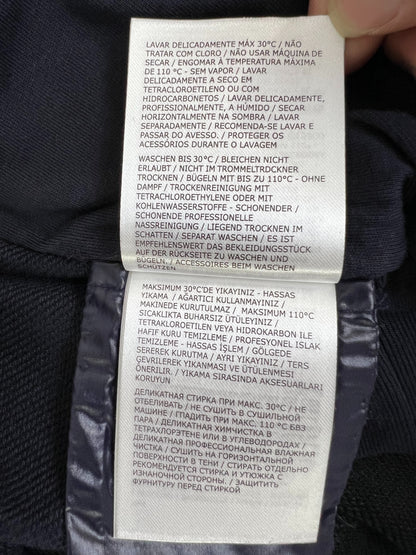 LAVAR DELICADAMENTE MÁX 30°C / NÃO
TRATAR COM CLORO / NÃO USAR MÁQUINA DE
SECAR / ENGOMAR À TEMPERATURA MÁXIMA
DE 110 °C - SEM VAPOR / LAVAR
DELICADAMENTE A SECO EM
TETRACLOROETILENO OU COM
HIDROCARBONETOS / LAVAR,
PROFISSIONALMENTE, A HÚMIDO / SECAR
HORIZONTALMENTE NA SOMBRA / LAVAR
SEPARADAMENTE / RECOMENDA-SE LAVAR E
PASSAR DO AVESSO. / PROTEGER OS
ACESSÓRIOS DURANTE O LAVAGEM
WASCHEN BIS 30°C / BLEICHEN NICHT
ERLAUBT / NICHT IM TROMMELTRDCKNER
TROCKNEN / BÜGELN MIT BIS ZU 110°C - OHNE
DAMPF / TROCKENREINIGUNG MIT
TETRACHLOROETHYLENE ODER MIT
KOHLENWASSERSTOFFE - SCHONENDER /
SCHONENDE PROFESSIONELLE
NASSREINIGUNG / LIEGEND TROCKNEN IM
SCHATTEN / SEPARAT WASCHEN / ES IST
EMPFEHLENSWERT DAS BEKLEIDUNGSSTÜCK
AUF DER RÜCKSEITE ZU WASCHEN UND ZU
BÜGELN. / ACCESSOIRES BEIM WASCHEN
SCHÜTZEN
MAKSIMUM 30°C'DE YIKAYINIZ - HASSAS
YIKAMA / AĞARTICI KULLANMAYINIZ /
MAKINEDE KURUTULMAZ / MAKSIMUM 110°C
SICAKLIKTA BUHARSIZ ÜTÜLEYINIZ /
TETRAKLOROETILEN VEYA HIDROKARBON ILE
HAFIF KURU TEMIZLEME / PROFESYONEL ISLAK
TEMIZLEME - HASSAS İŞLEM / GÖLGEDE
SEREREK KURUTMA / AYRI YIKAYINIZ / TERS
ÇEVRILEREK YIKANMASI VE ÜTÜLENMESI
ÖNERILIR. / YIKAMA SIRASINDA AKSESUARLARI
KORUYUN
ДЕЛИКАТНАЯ СТИРКА ПРИ МАКС. 30°C / НЕ
ОТБЕЛИВАТЬ / НЕ СУШИТЬ В СУШИЛЬНОЙ
МАШИНЕ / ГЛАДИТЬ ПРИ МАКС. 110 °C БВЗ
ПАРА / ДЕЛИКАТНАЯ ХИМЧИСТКА В
ТЕТРАХЛОРЭТЕНЕ ИЛИ В УГЛЕВОДОРОДАХ /
ДЕЛИКАТНАЯ ПРОФЕССИОНАЛЬНАЯ ВЛАЖНАЯ
ЧИСТКА / СУШИТЬ НА ГОРИЗОНТАЛЬНОЙ
ПОВЕРХНОСТИ В ТЕНИ / СТИРАТЬ ОТДЕЛЬНО
РЕКОМЕНДУЕТСЯ СТИРКА И УТЮЖКА С
ИЗНАНОЧНОЙ СТОРОНЫ. / ЗАЩИТИТЬ
ФУРНИТУРУ ПЕРЕД СТИРКОЙ